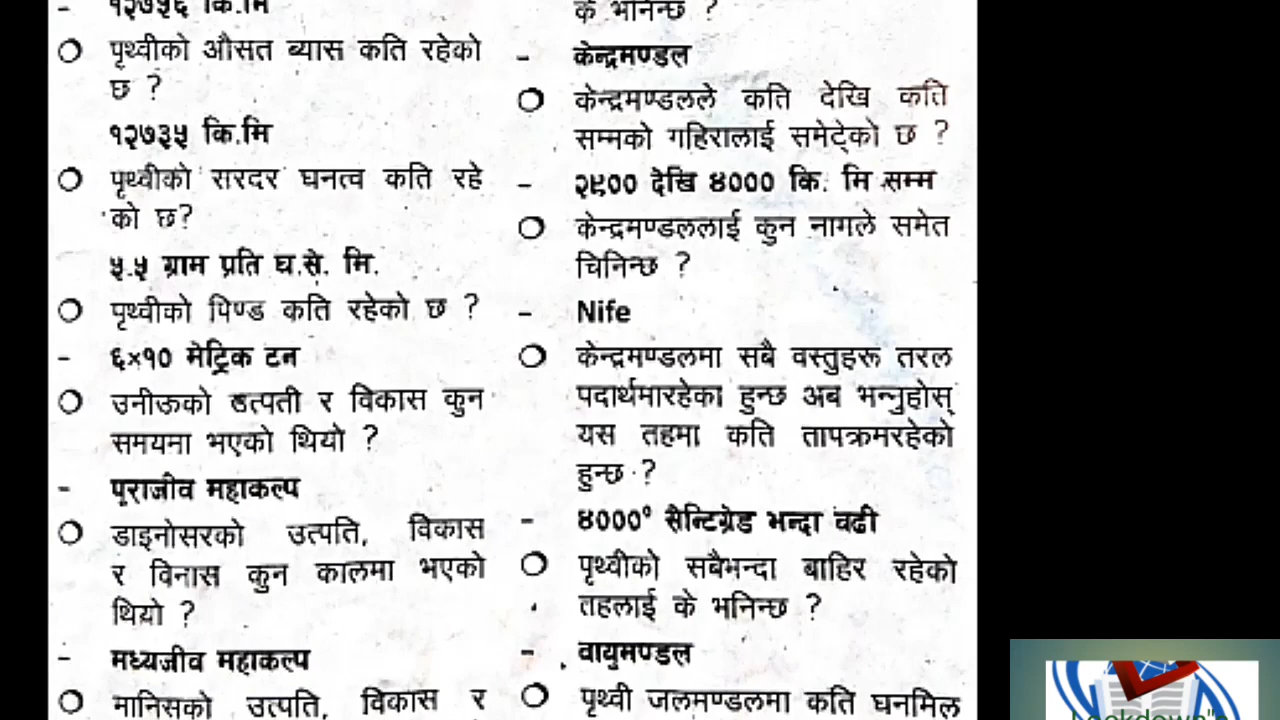 १२७५६ कि.मि
पृथ्वीको औसत ब्यास कति रहेको
छ ?
१२७३५ कि.मि
पृथ्वीको सरदर घनत्व कति रहे
को छ?
५.५ ग्राम प्रति घ.से. मि.
पृथ्वीको पिण्ड कति रहेको छ ?
- ६×१० मेट्रिक टन
उनीऊको उत्पती र विकास कुन
समयमा भएको थियो ?
- पूराजीव महाकल्प
डाइनोसरको उत्पति, विकास
र विनास कुन कालमा भएको
थियो ?
- मध्यजीव महाकल्प
मानिसको उत्पति, विकास र
के भनिन्छ ?
- केन्द्रमण्डल
केन्द्रमण्डलले कति देखि कति
सम्मको गहिरालाई समेट्रेको छ ?
- २९०० देखि ४००० कि. मि सम्म
केन्द्रमण्डललाई कुन नागले समेत
चिनिन्छ ?
- Nife
केन्द्रमण्डलमा सबै वस्तुहरू तरल
पदार्थमारहेका हुन्छ अब भन्नुहोस्
यस तहमा कति तापक्रमरहेको
हुन्छ ?
- ४०००° सेन्टिग्रेड भन्दा वढी
पृथ्वीको सबैभन्दा बाहिर रहेको
तहलाई के भनिन्छ ?
- वायुमण्डल
पृथ्वी जलमण्डलमा कति घनमिल